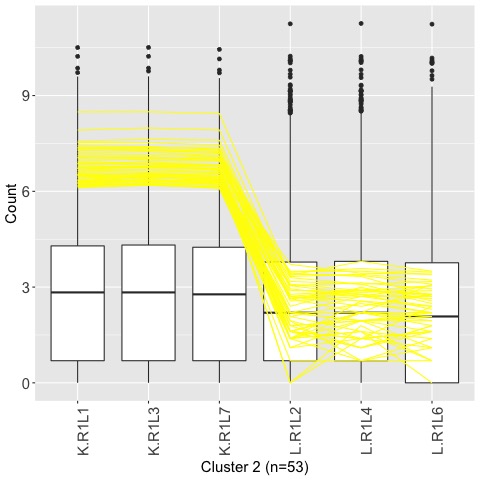 Count
9
6
3
0
K.R1L1
K.R1L3
K.R1L7
L.R1L2
L.R1L4
L.R1L6
Cluster 2 (n=53)